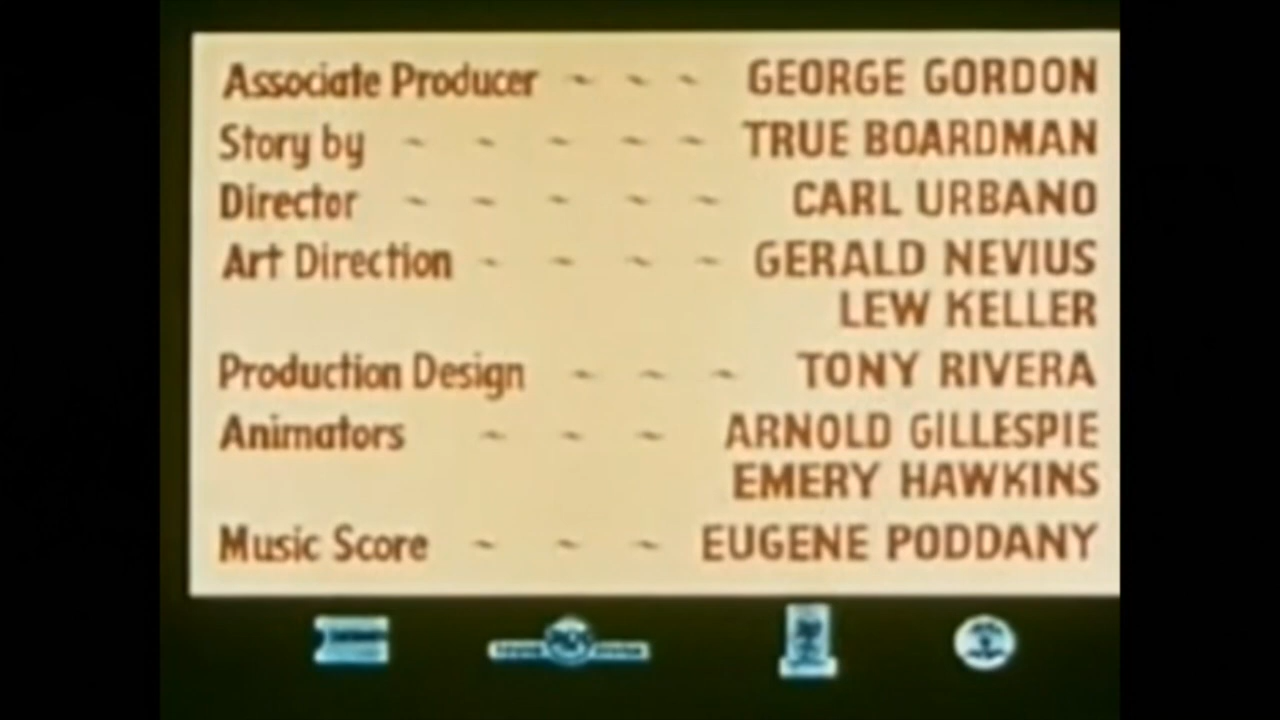 Associate Producer ~ ~ ~ GEORGE GORDON
Story by ~ ~ ~ ~ ~ TRUE BOARDMAN
Director ~ ~ ~ ~ ~ CARL URBANO
Art Direction ~ ~ ~ ~ GERALD NEVIUS
LEW KELLER
Production Design ~ ~ ~ TONY RIVERA
Animators ~ ~ ~ ARNOLD GILLESPIE
EMERY HAWKINS
Music Score ~ ~ ~ EUGENE PODDANY
RCA